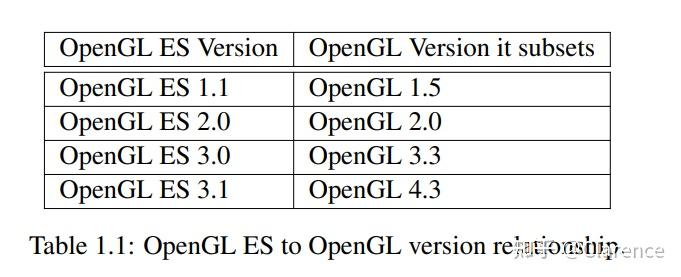 OpenGL ES Version OpenGL Version it subsets
OpenGL ES 1.1 OpenGL 1.5
OpenGL ES 2.0 OpenGL 2.0
OpenGL ES 3.0 OpenGL 3.3
OpenGL ES 3.1 OpenGL 4.3
Table 1.1: OpenGL ES to OpenGL version relationship.
知乎 @Clarence